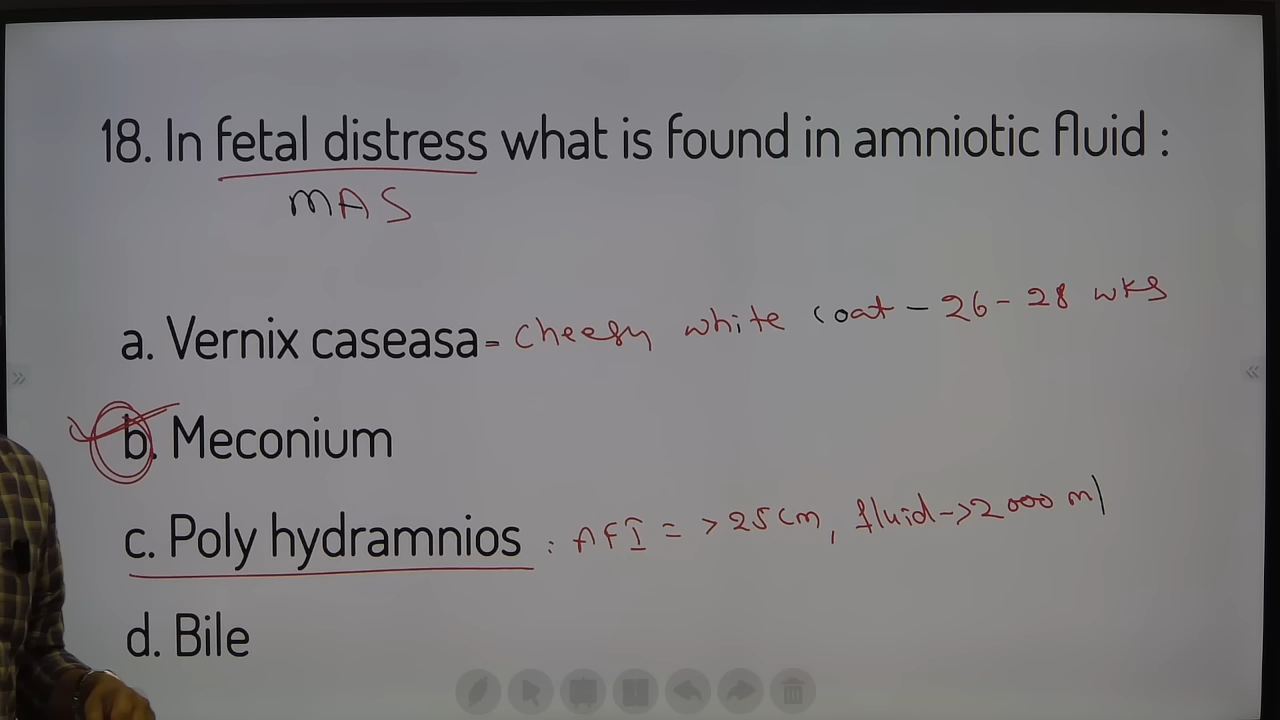 18. In fetal distress what is found in amniotic fluid :
MAS
a. Vernix caseasa - cheesy white coat - 26 - 28 wks
b. Meconium
c. Poly hydramnios : AFI = > 25 cm, fluid -> 2000 ml
d. Bile